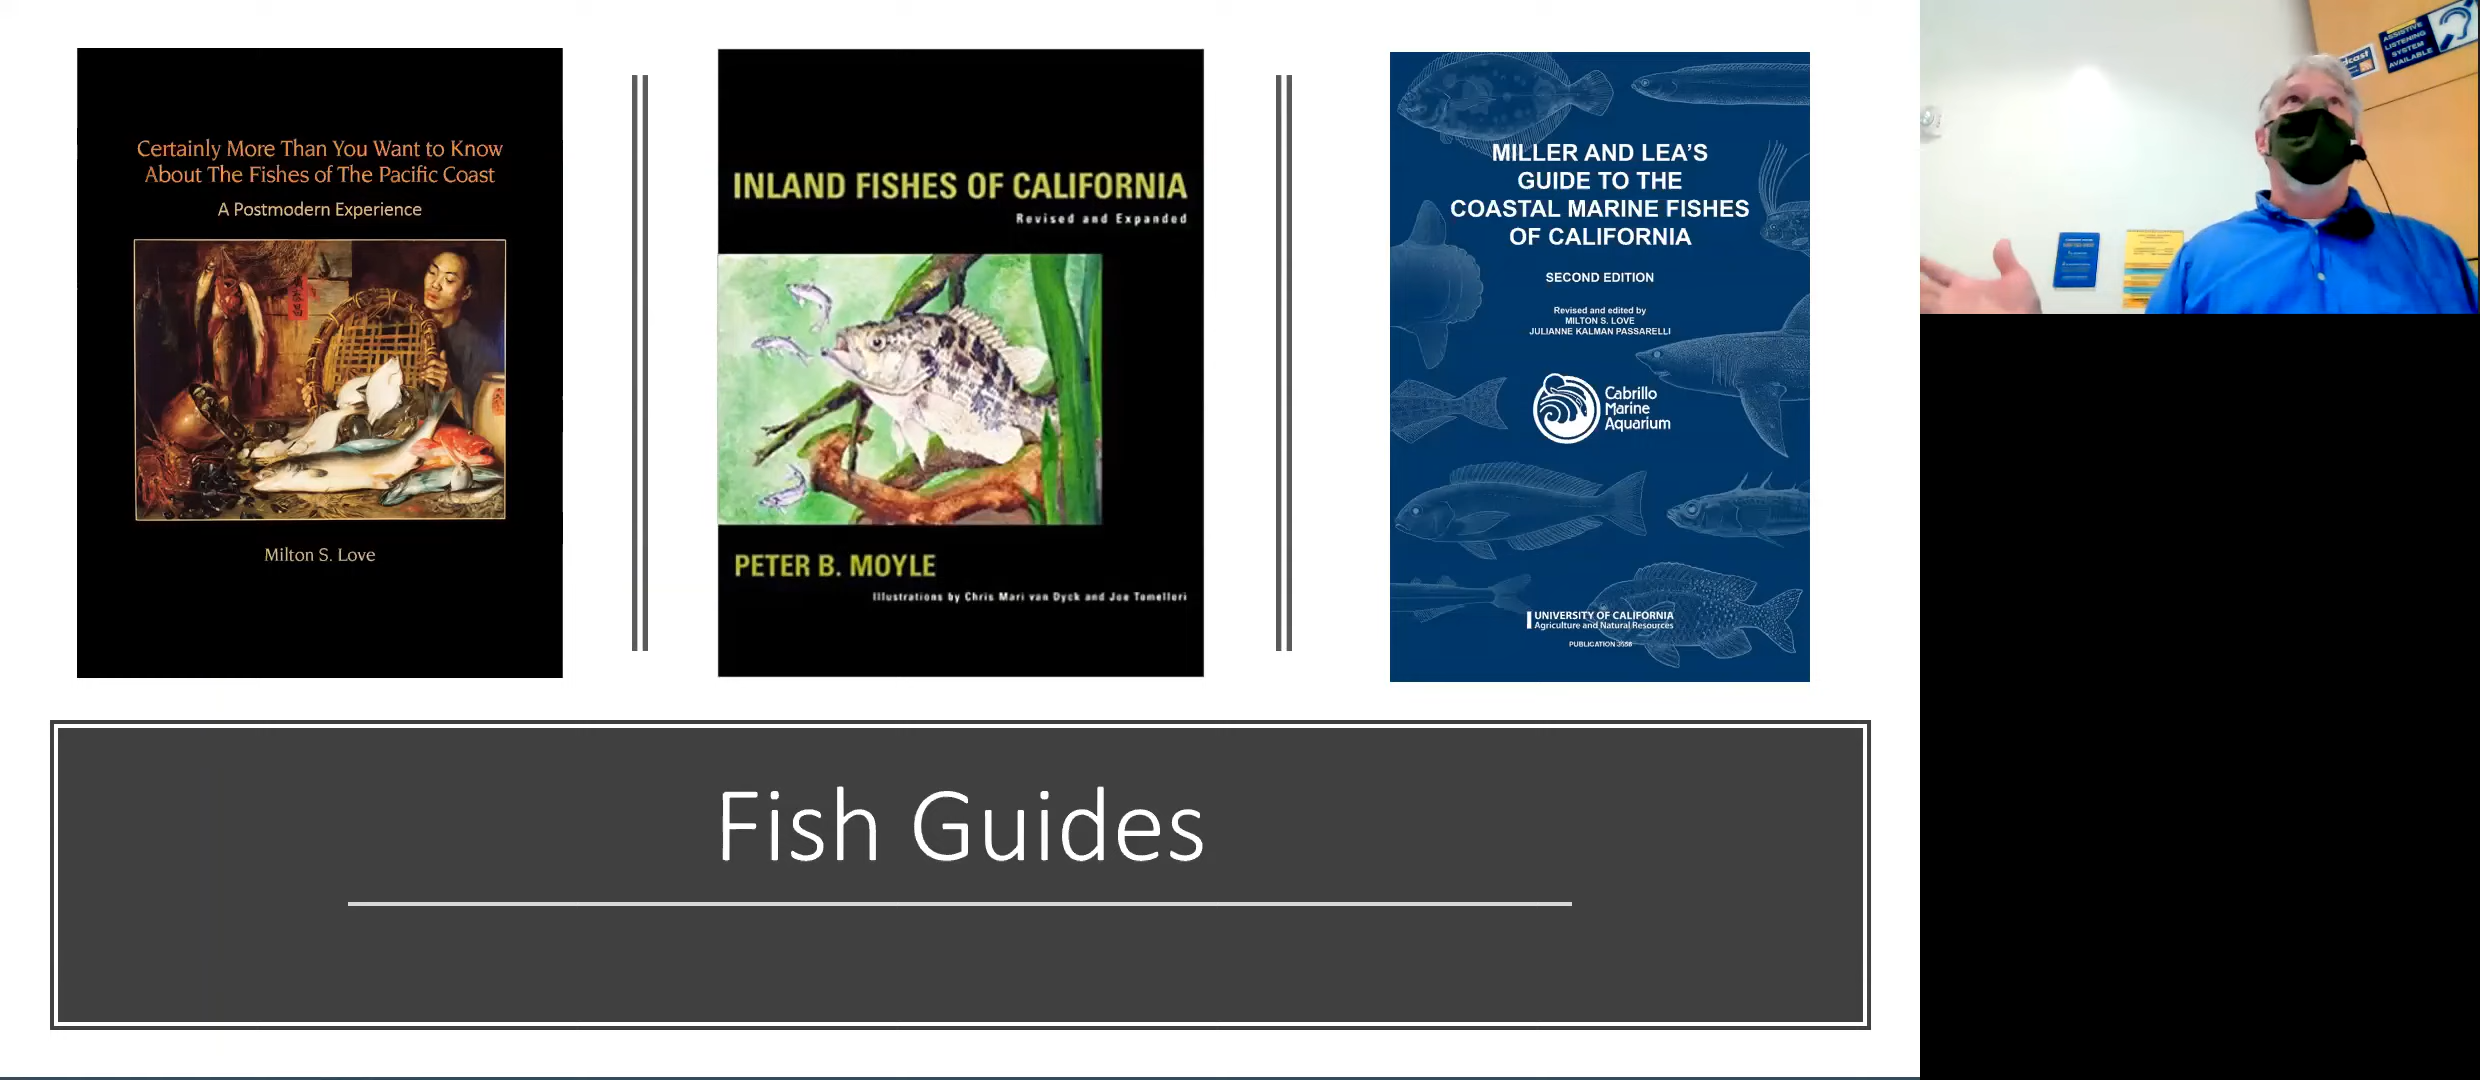 Certainly More Than You Want to Know
About The Fishes of The Pacific Coast
A Postmodern Experience
Milton S. Love
INLAND FISHES OF CALIFORNIA
Revised and Expanded
PETER B. MOYLE
Illustrations by Chris Mari van Dyck and Joe Tomelleri
MILLER AND LEA'S
GUIDE TO THE
COASTAL MARINE FISHES
OF CALIFORNIA
SECOND EDITION
Revised and edited by
MILTON S. LOVE
JULIANNE KALMAN PASSARELLI
Cabrillo
Marine
Aquarium
UNIVERSITY OF CALIFORNIA
Agriculture and Natural Resources
PUBLICATION 3556
Fish Guides
ASSISTIVE
LISTENING
SYSTEM
AVAILABLE